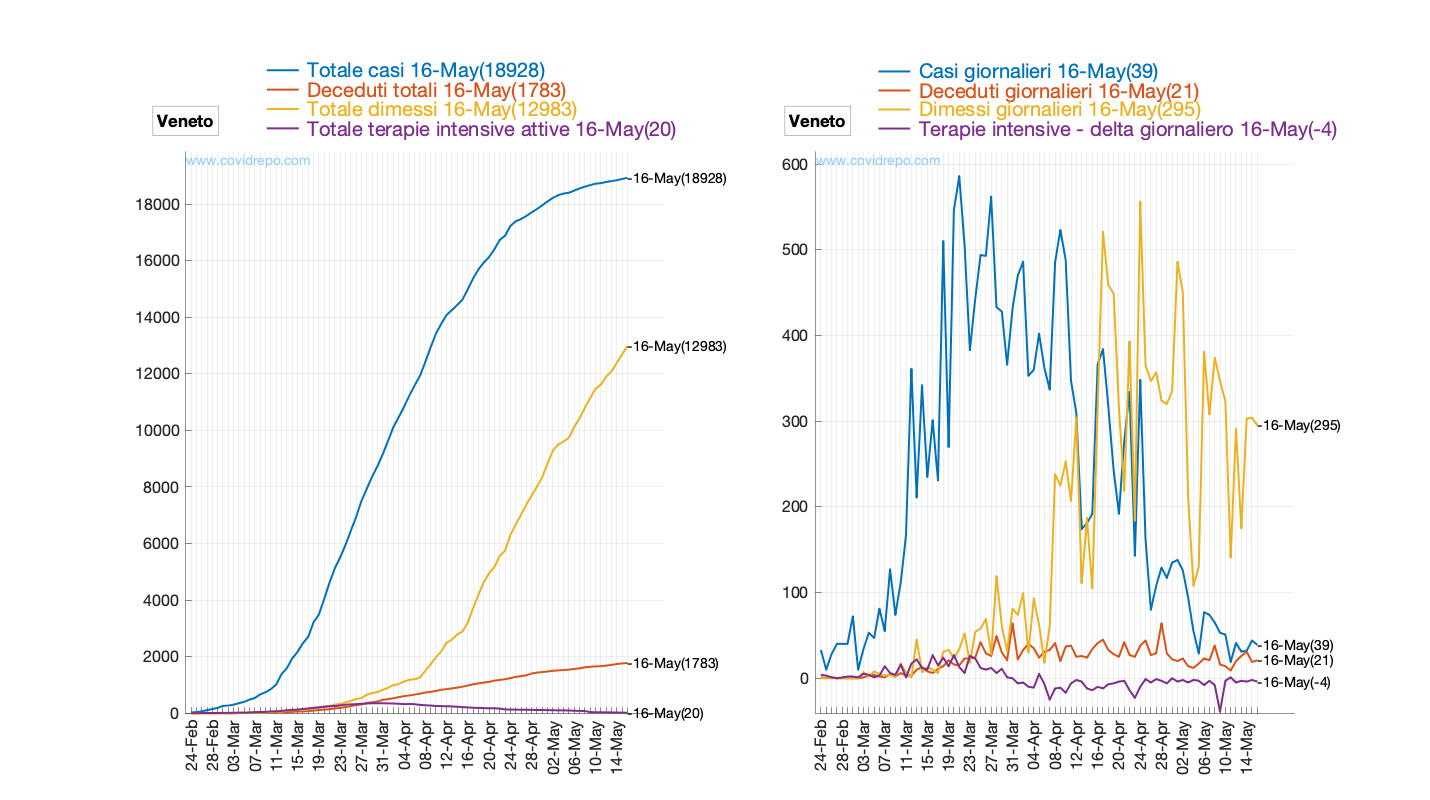 Totale casi 16-May(18928)
Deceduti totali 16-May(1783)
Totale dimessi 16-May(12983)
Totale terapie intensive attive 16-May(20)
Veneto
www.covidrepo.com
18000
16000
14000
12000
10000
8000
6000
4000
2000
0
16-May(18928)
16-May(12983)
16-May(1783)
16-May(20)
24-Feb
28-Feb
03-Mar
07-Mar
11-Mar
15-Mar
19-Mar
23-Mar
27-Mar
31-Mar
04-Apr
08-Apr
12-Apr
16-Apr
20-Apr
24-Apr
28-Apr
02-May
06-May
10-May
14-May
Casi giornalieri 16-May(39)
Deceduti giornalieri 16-May(21)
Dimessi giornalieri 16-May(295)
Terapie intensive - delta giornaliero 16-May(-4)
Veneto
www.covidrepo.com
600
500
400
300
200
100
0
16-May(295)
16-May(39)
16-May(21)
16-May(-4)
24-Feb
28-Feb
03-Mar
07-Mar
11-Mar
15-Mar
19-Mar
23-Mar
27-Mar
31-Mar
04-Apr
08-Apr
12-Apr
16-Apr
20-Apr
24-Apr
28-Apr
02-May
06-May
10-May
14-May